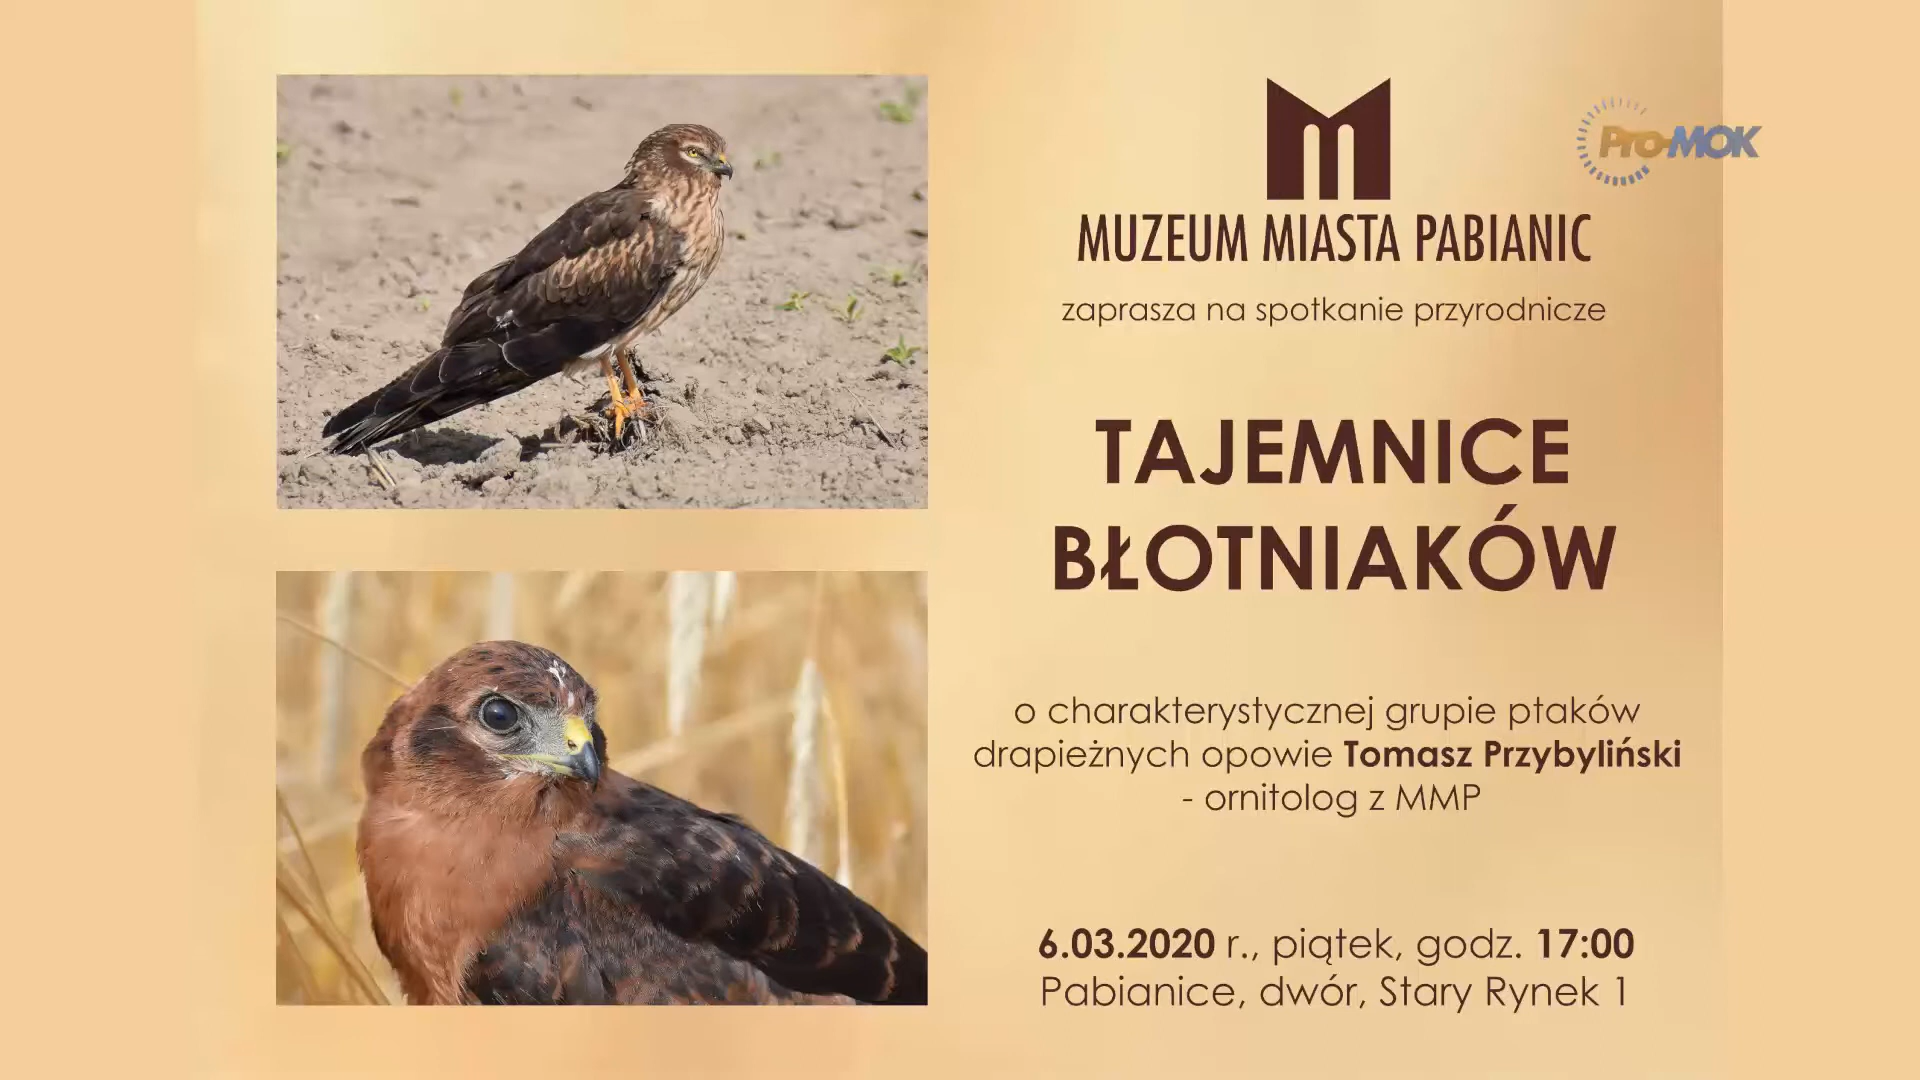 Pro-MOK
MUZEUM MIASTA PABIANIC
zaprasza na spotkanie przyrodnicze
TAJEMNICE
BŁOTNIAKÓW
o charakterystycznej grupie ptaków
drapieżnych opowie Tomasz Przybyliński
- ornitolog z MMP
6.03.2020 r., piątek, godz. 17:00
Pabianice, dwór, Stary Rynek 1